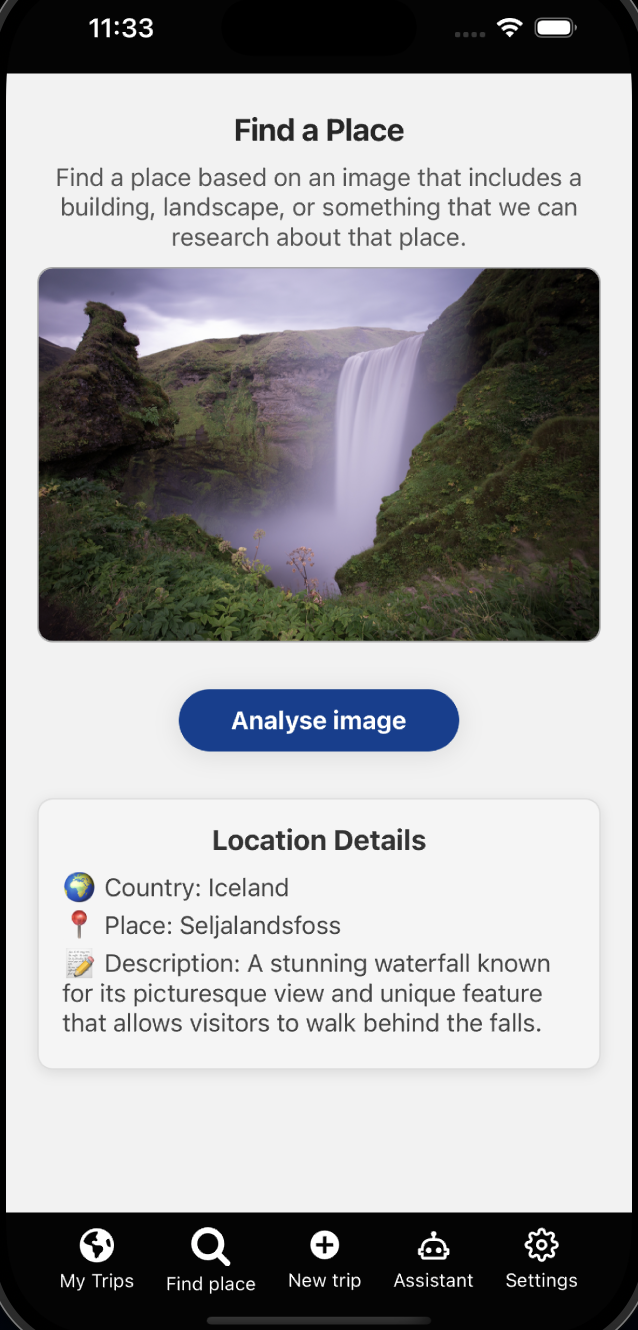 11:33
Find a Place
Find a place based on an image that includes a
building, landscape, or something that we can
research about that place.
Analyse image
Location Details
🌍 Country: Iceland
📍 Place: Seljalandsfoss
📝 Description: A stunning waterfall known
for its picturesque view and unique feature
that allows visitors to walk behind the falls.
My Trips
Find place
New trip
Assistant
Settings